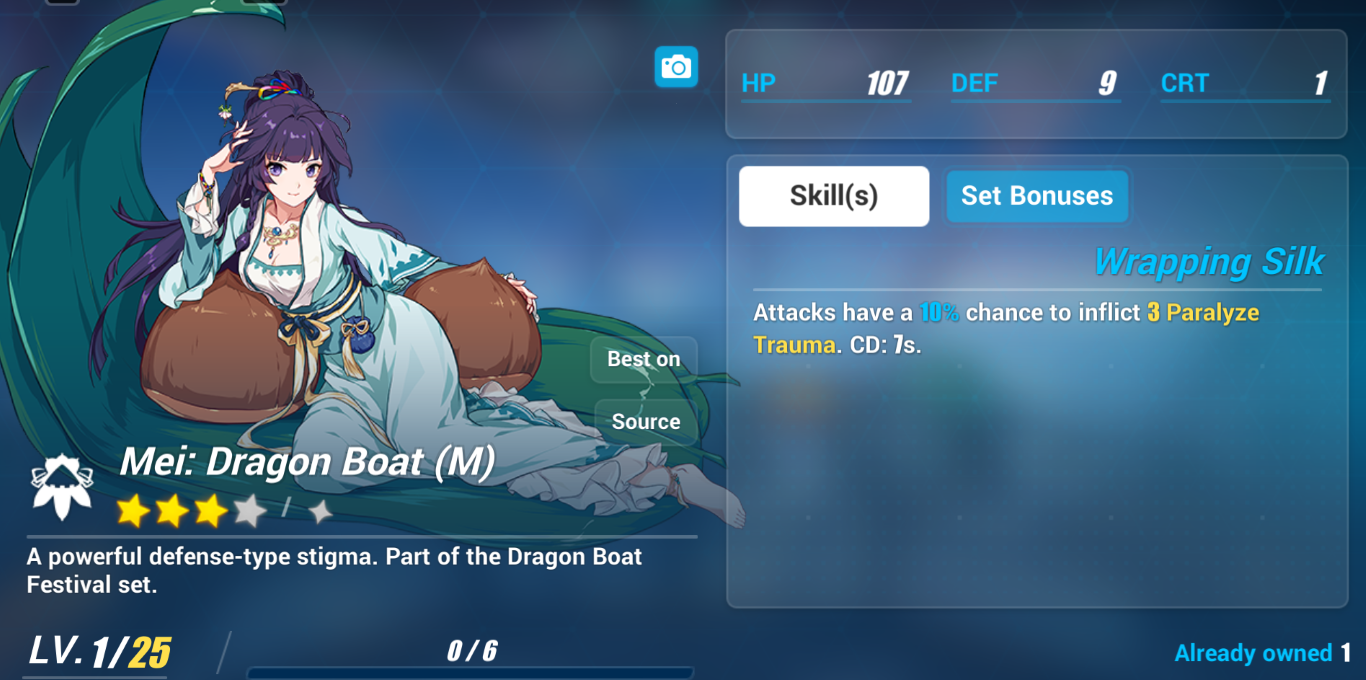 HP 107 DEF 9 CRT 1
Skill(s) Set Bonuses
Wrapping Silk
Attacks have a 10% chance to inflict 3 Paralyze
Trauma. CD: 7s.
Best on
Source
Mei: Dragon Boat (M)
A powerful defense-type stigma. Part of the Dragon Boat
Festival set.
LV. 1/25
0/6
Already owned 1